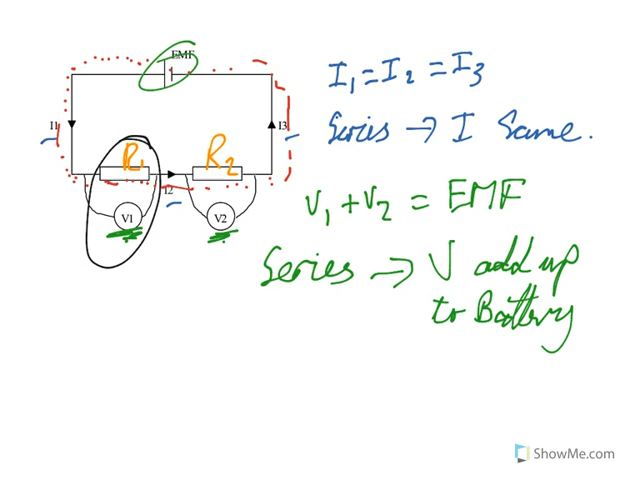 EMF
I₁ = I₂ = I₃
I1
I3
Series → I Same.
R₁
R₂
I2
V₁ + V₂ = EMF
V1
V2
Series → V add up
to Battery
ShowMe.com